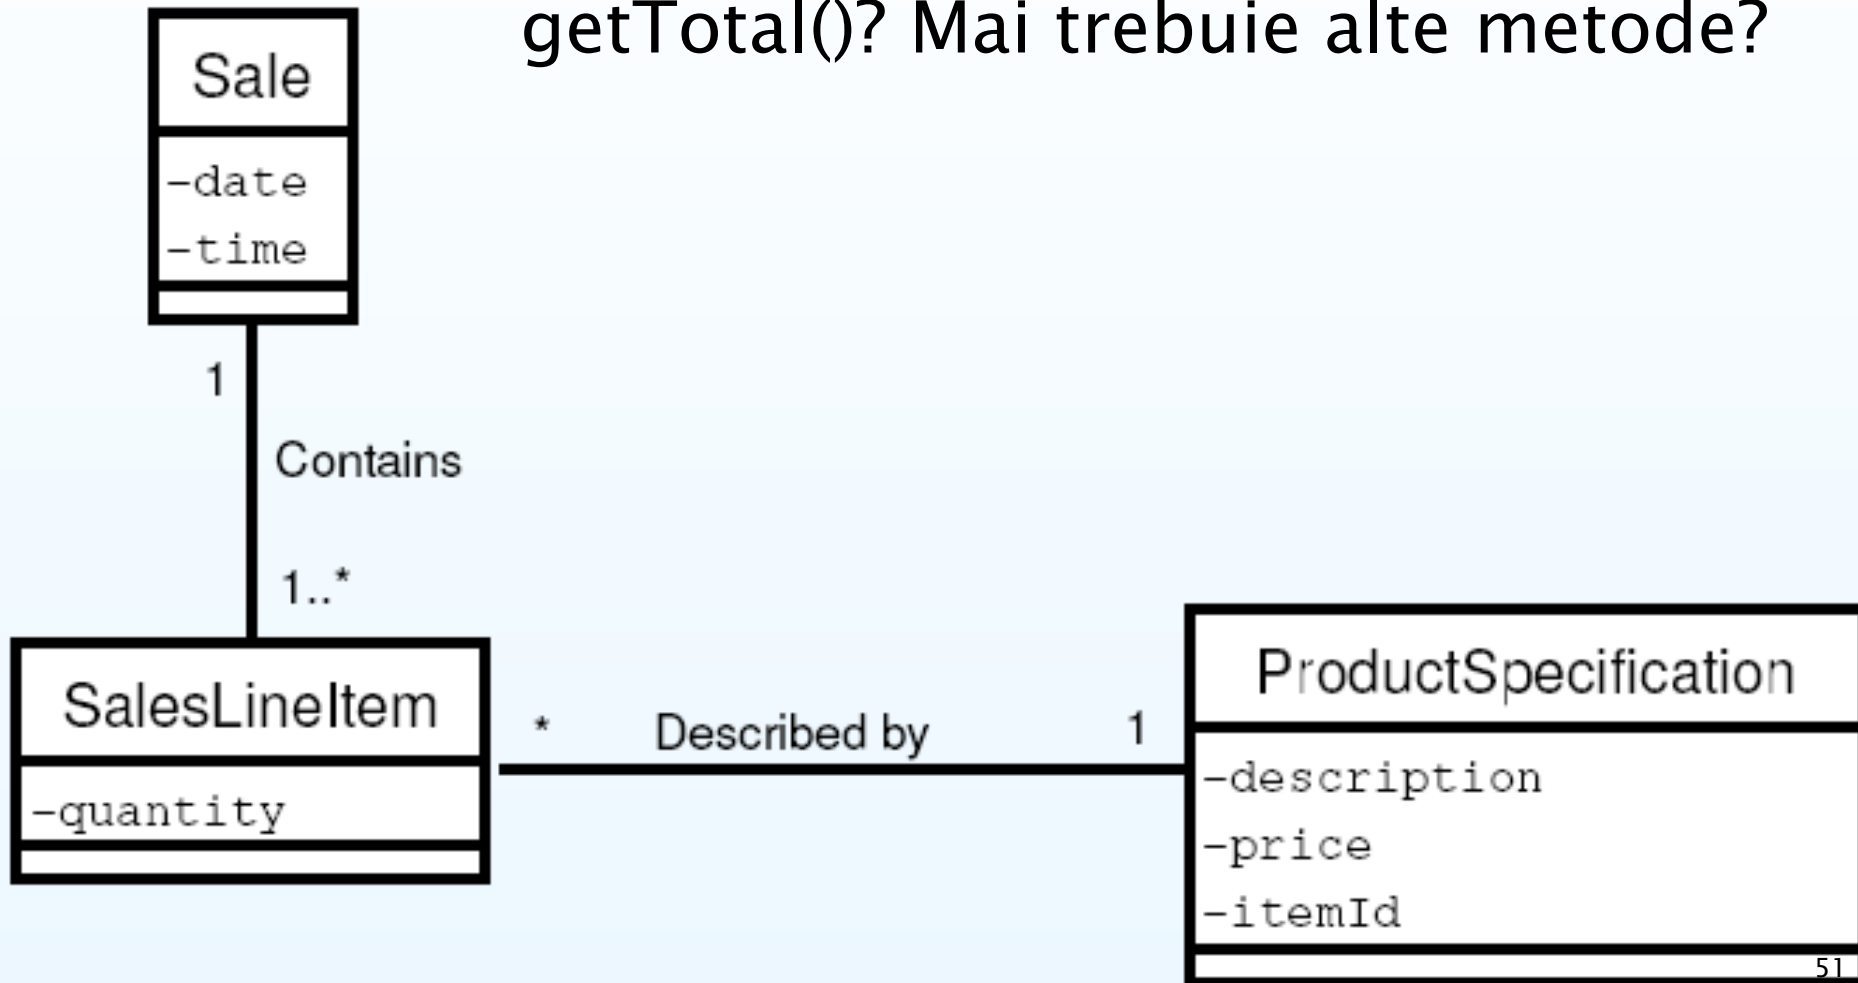 getTotal()? Mai trebuie alte metode?
Sale
-date
-time
1
Contains
1..*
SalesLineItem
-quantity
* Described by 1
ProductSpecification
-description
-price
-itemId
51